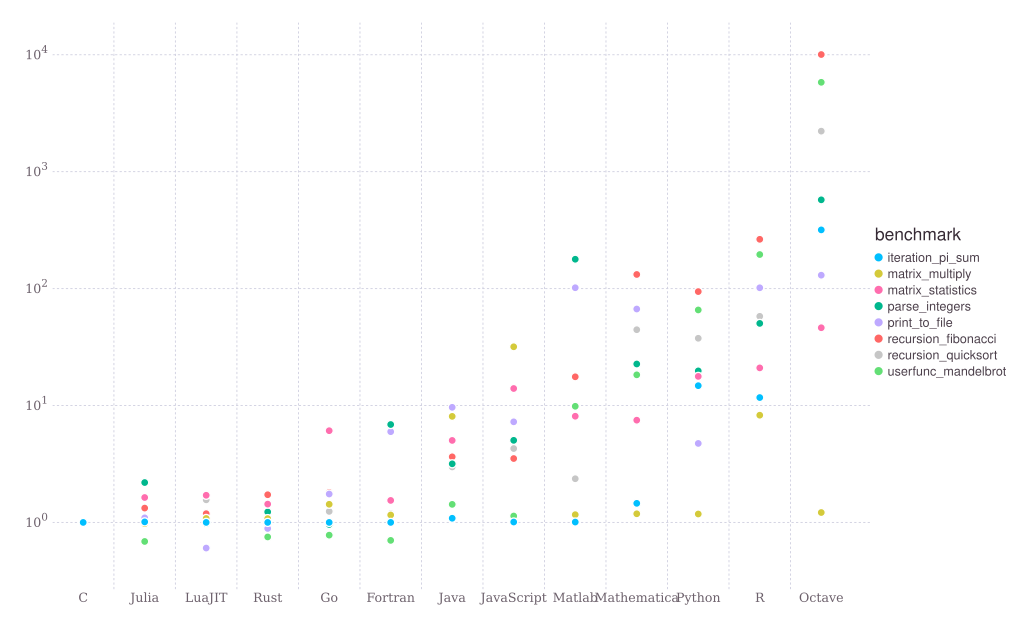 10^4
10^3
10^2
10^1
10^0
C Julia LuaJIT Rust Go Fortran Java JavaScript Matlab Mathematica Python R Octave
benchmark
iteration_pi_sum
matrix_multiply
matrix_statistics
parse_integers
print_to_file
recursion_fibonacci
recursion_quicksort
userfunc_mandelbrot